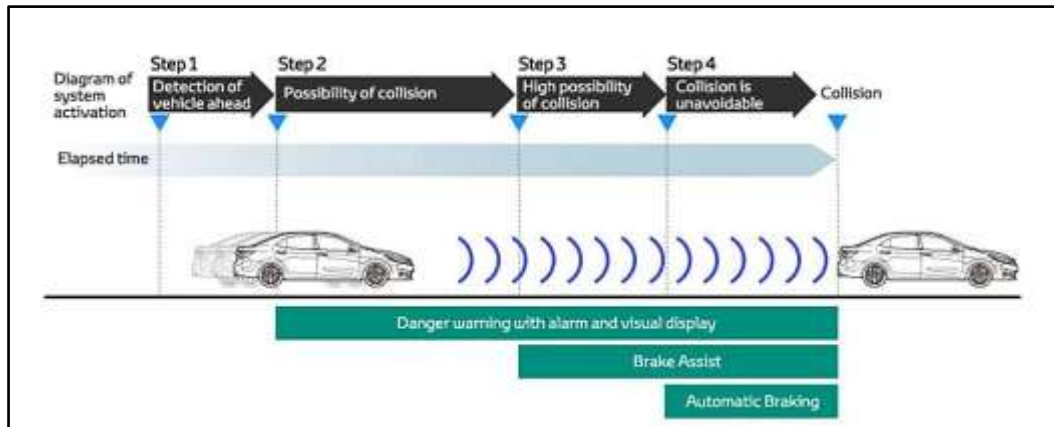 Step 1
Step 2
Step 3
Step 4
Diagram of
system
activation
Detection of
vehicle ahead
Possibility of collision
High possibility
of collision
Collision is
unavoidable
Collision
Elapsed time
Danger warning with alarm and visual display
Brake Assist
Automatic Braking